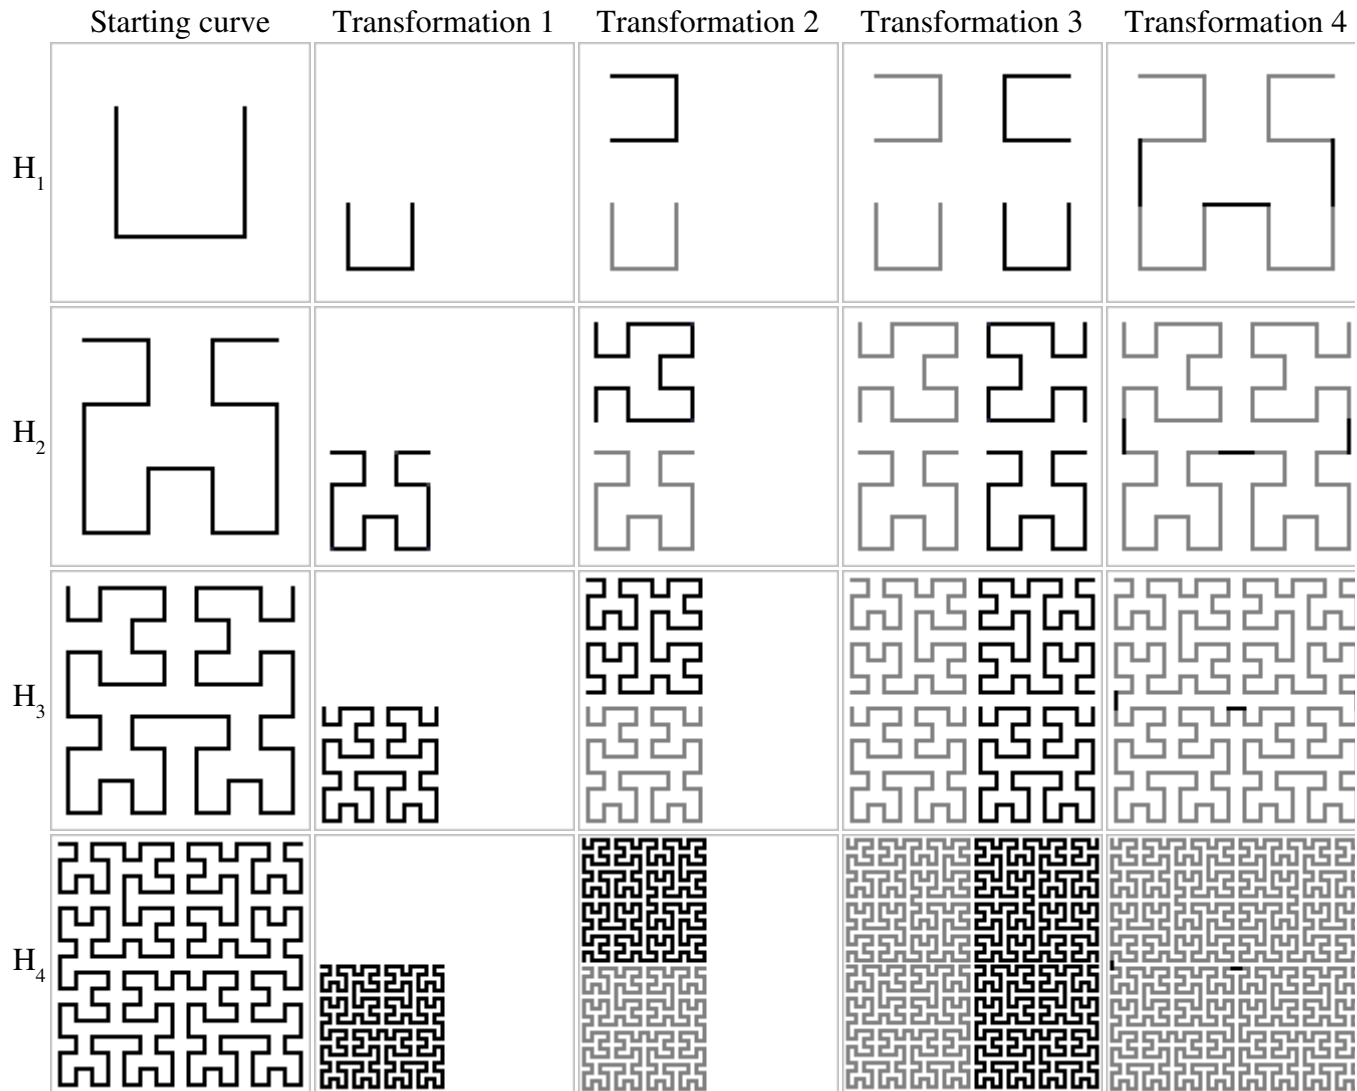 Starting curve Transformation 1 Transformation 2 Transformation 3 Transformation 4
H₁
H₂
H₃
H₄